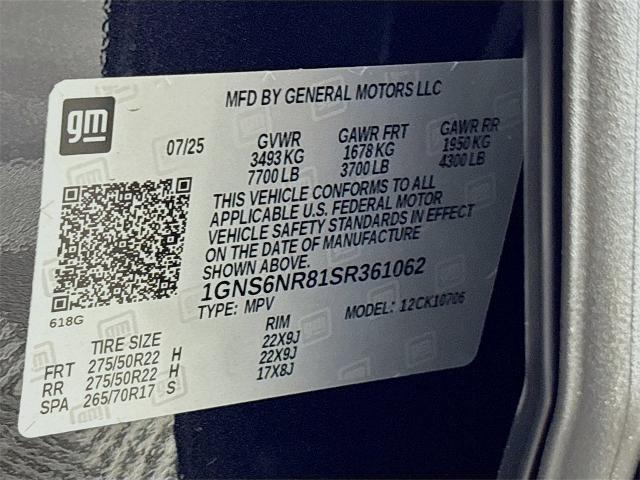 gm
MFD BY GENERAL MOTORS LLC
07/25
GVWR GAWR FRT GAWR RR
3493 KG 1678 KG 1950 KG
7700 LB 3700 LB 4300 LB
THIS VEHICLE CONFORMS TO ALL
APPLICABLE U.S. FEDERAL MOTOR
VEHICLE SAFETY STANDARDS IN EFFECT
ON THE DATE OF MANUFACTURE
SHOWN ABOVE.
1GNS6NR81SR361062
618G
TYPE: MPV MODEL: 12CK10706
TIRE SIZE RIM
FRT 275/50R22 H 22X9J
RR 275/50R22 H 22X9J
SPA 265/70R17 S 17X8J